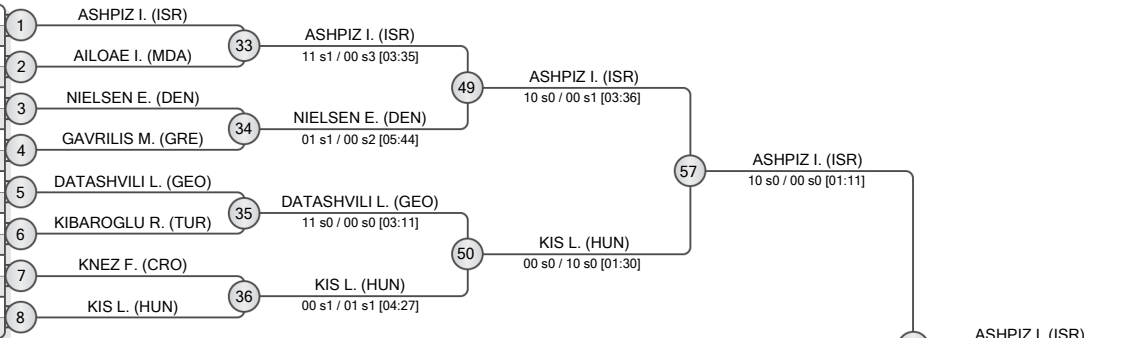 1
ASHPIZ I. (ISR)
2
AILOAE I. (MDA)
3
NIELSEN E. (DEN)
4
GAVRILIS M. (GRE)
5
DATASHVILI L. (GEO)
6
KIBAROGLU R. (TUR)
7
KNEZ F. (CRO)
8
KIS L. (HUN)
33
ASHPIZ I. (ISR)
11 s1 / 00 s3 [03:35]
34
NIELSEN E. (DEN)
01 s1 / 00 s2 [05:44]
35
DATASHVILI L. (GEO)
11 s0 / 00 s0 [03:11]
36
KIS L. (HUN)
00 s1 / 01 s1 [04:27]
49
ASHPIZ I. (ISR)
10 s0 / 00 s1 [03:36]
50
KIS L. (HUN)
00 s0 / 10 s0 [01:30]
57
ASHPIZ I. (ISR)
10 s0 / 00 s0 [01:11]
ASHPIZ I. (ISR)